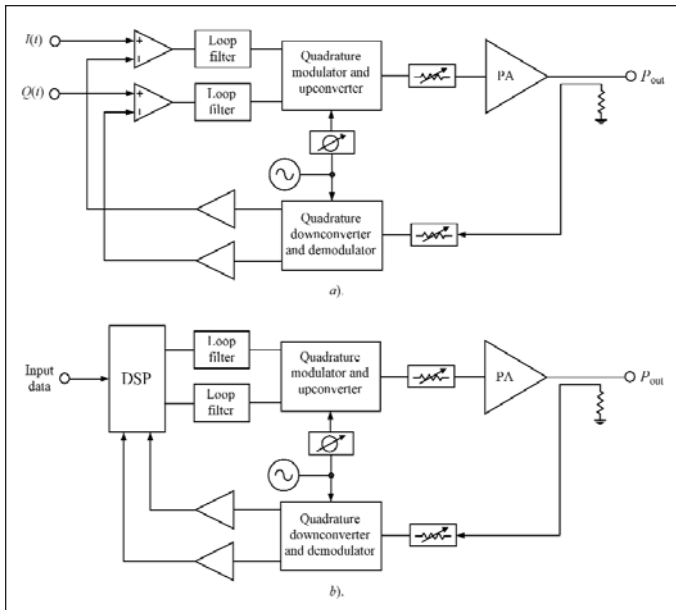 I(t)
+
-
Loop
filter
Quadrature
modulator and
upconverter
PA
Pout
Q(t)
+
-
Loop
filter
Quadrature
downconverter
and demodulator
a).
Input
data
DSP
Loop
filter
Loop
filter
Quadrature
modulator and
upconverter
PA
Pout
Quadrature
downconverter
and demodulator
b).